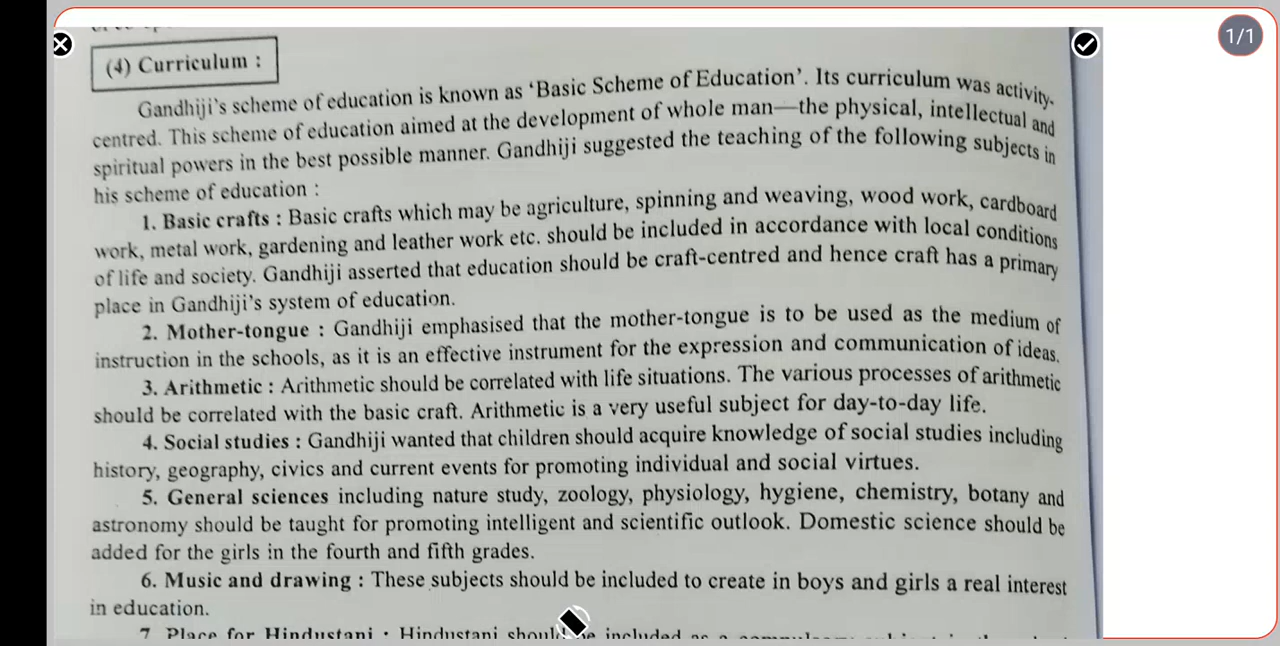 1/1
(4) Curriculum :
Gandhiji's scheme of education is known as 'Basic Scheme of Education'. Its curriculum was activity-
centred. This scheme of education aimed at the development of whole man—the physical, intellectual and
spiritual powers in the best possible manner. Gandhiji suggested the teaching of the following subjects in
his scheme of education :
1. Basic crafts : Basic crafts which may be agriculture, spinning and weaving, wood work, cardboard
work, metal work, gardening and leather work etc. should be included in accordance with local conditions
of life and society. Gandhiji asserted that education should be craft-centred and hence craft has a primary
place in Gandhiji's system of education.
2. Mother-tongue : Gandhiji emphasised that the mother-tongue is to be used as the medium of
instruction in the schools, as it is an effective instrument for the expression and communication of ideas.
3. Arithmetic : Arithmetic should be correlated with life situations. The various processes of arithmetic
should be correlated with the basic craft. Arithmetic is a very useful subject for day-to-day life.
4. Social studies : Gandhiji wanted that children should acquire knowledge of social studies including
history, geography, civics and current events for promoting individual and social virtues.
5. General sciences including nature study, zoology, physiology, hygiene, chemistry, botany and
astronomy should be taught for promoting intelligent and scientific outlook. Domestic science should be
added for the girls in the fourth and fifth grades.
6. Music and drawing : These subjects should be included to create in boys and girls a real interest
in education.
7. Place for Hindustani : Hindustani should be included as a